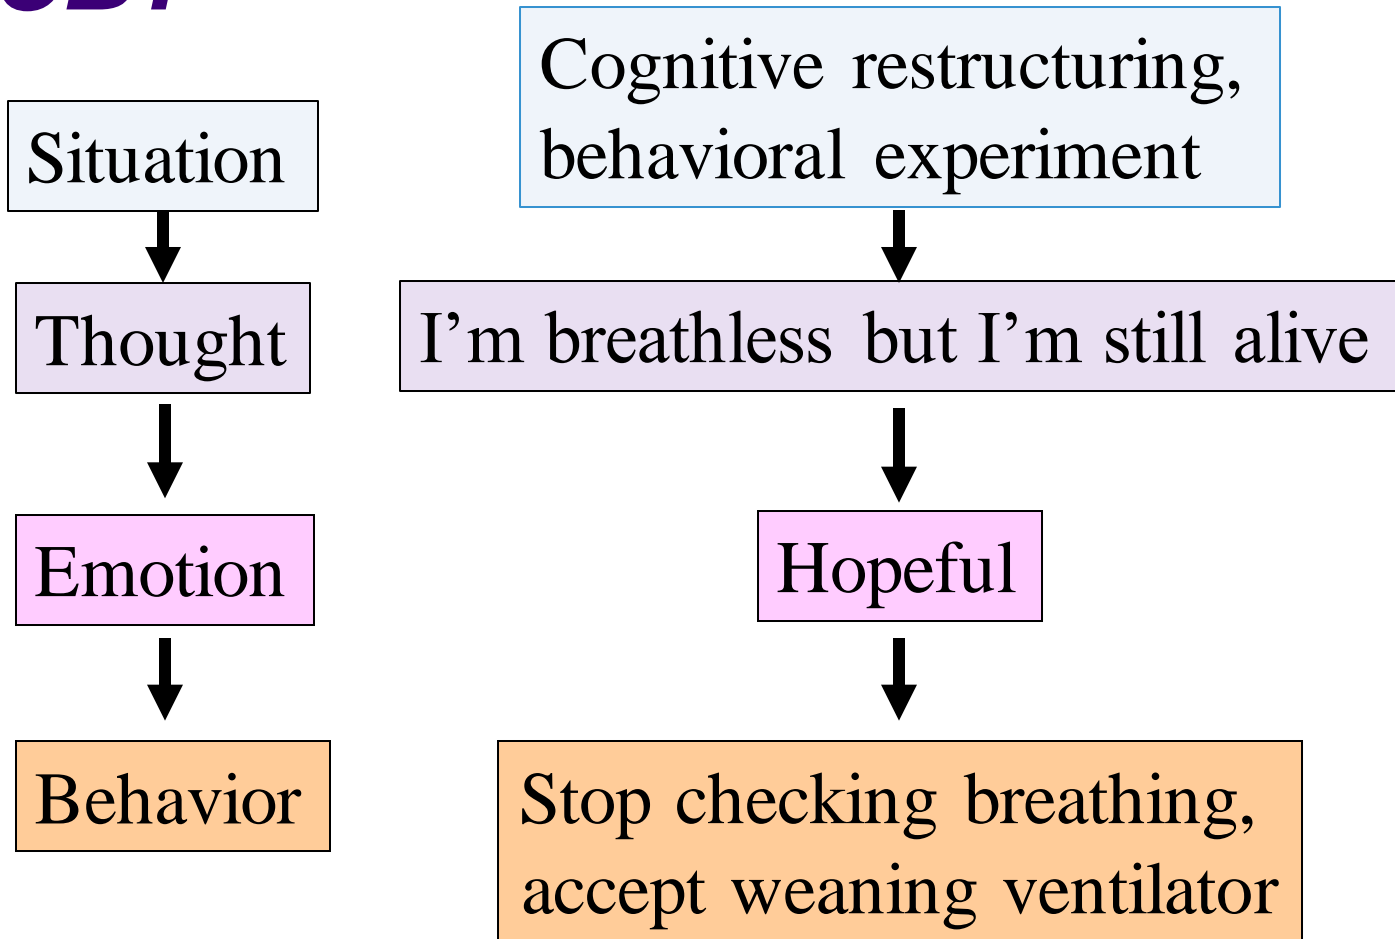 CBT
Situation
Thought
Emotion
Behavior
Cognitive restructuring,
behavioral experiment
I’m breathless but I’m still alive
Hopeful
Stop checking breathing,
accept weaning ventilator